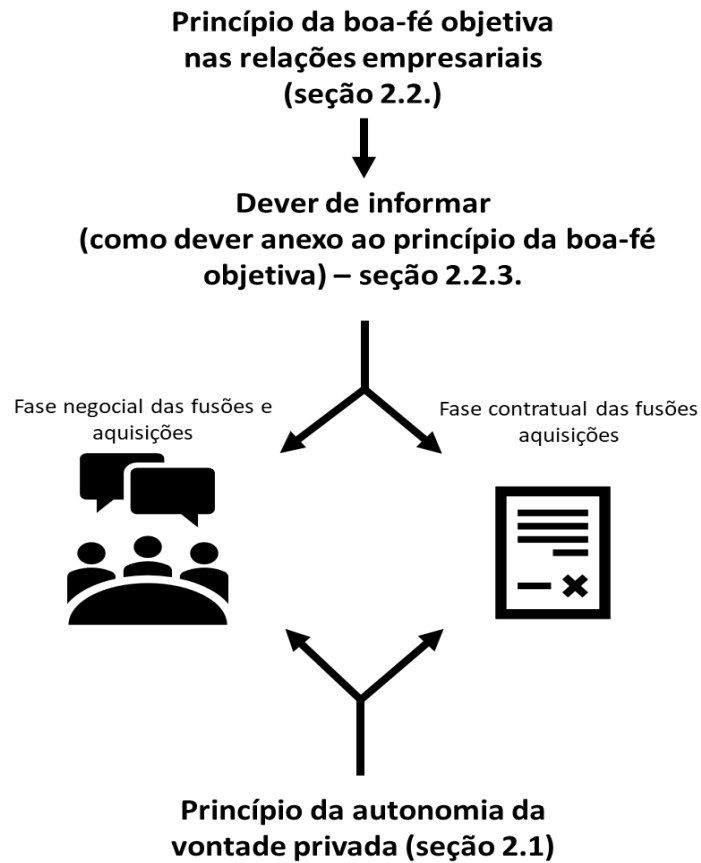 Princípio da boa-fé objetiva
nas relações empresariais
(seção 2.2.)
Dever de informar
(como dever anexo ao princípio da boa-fé
objetiva) – seção 2.2.3.
Fase negocial das fusões e
aquisições
Fase contratual das fusões
aquisições
Princípio da autonomia da
vontade privada (seção 2.1)